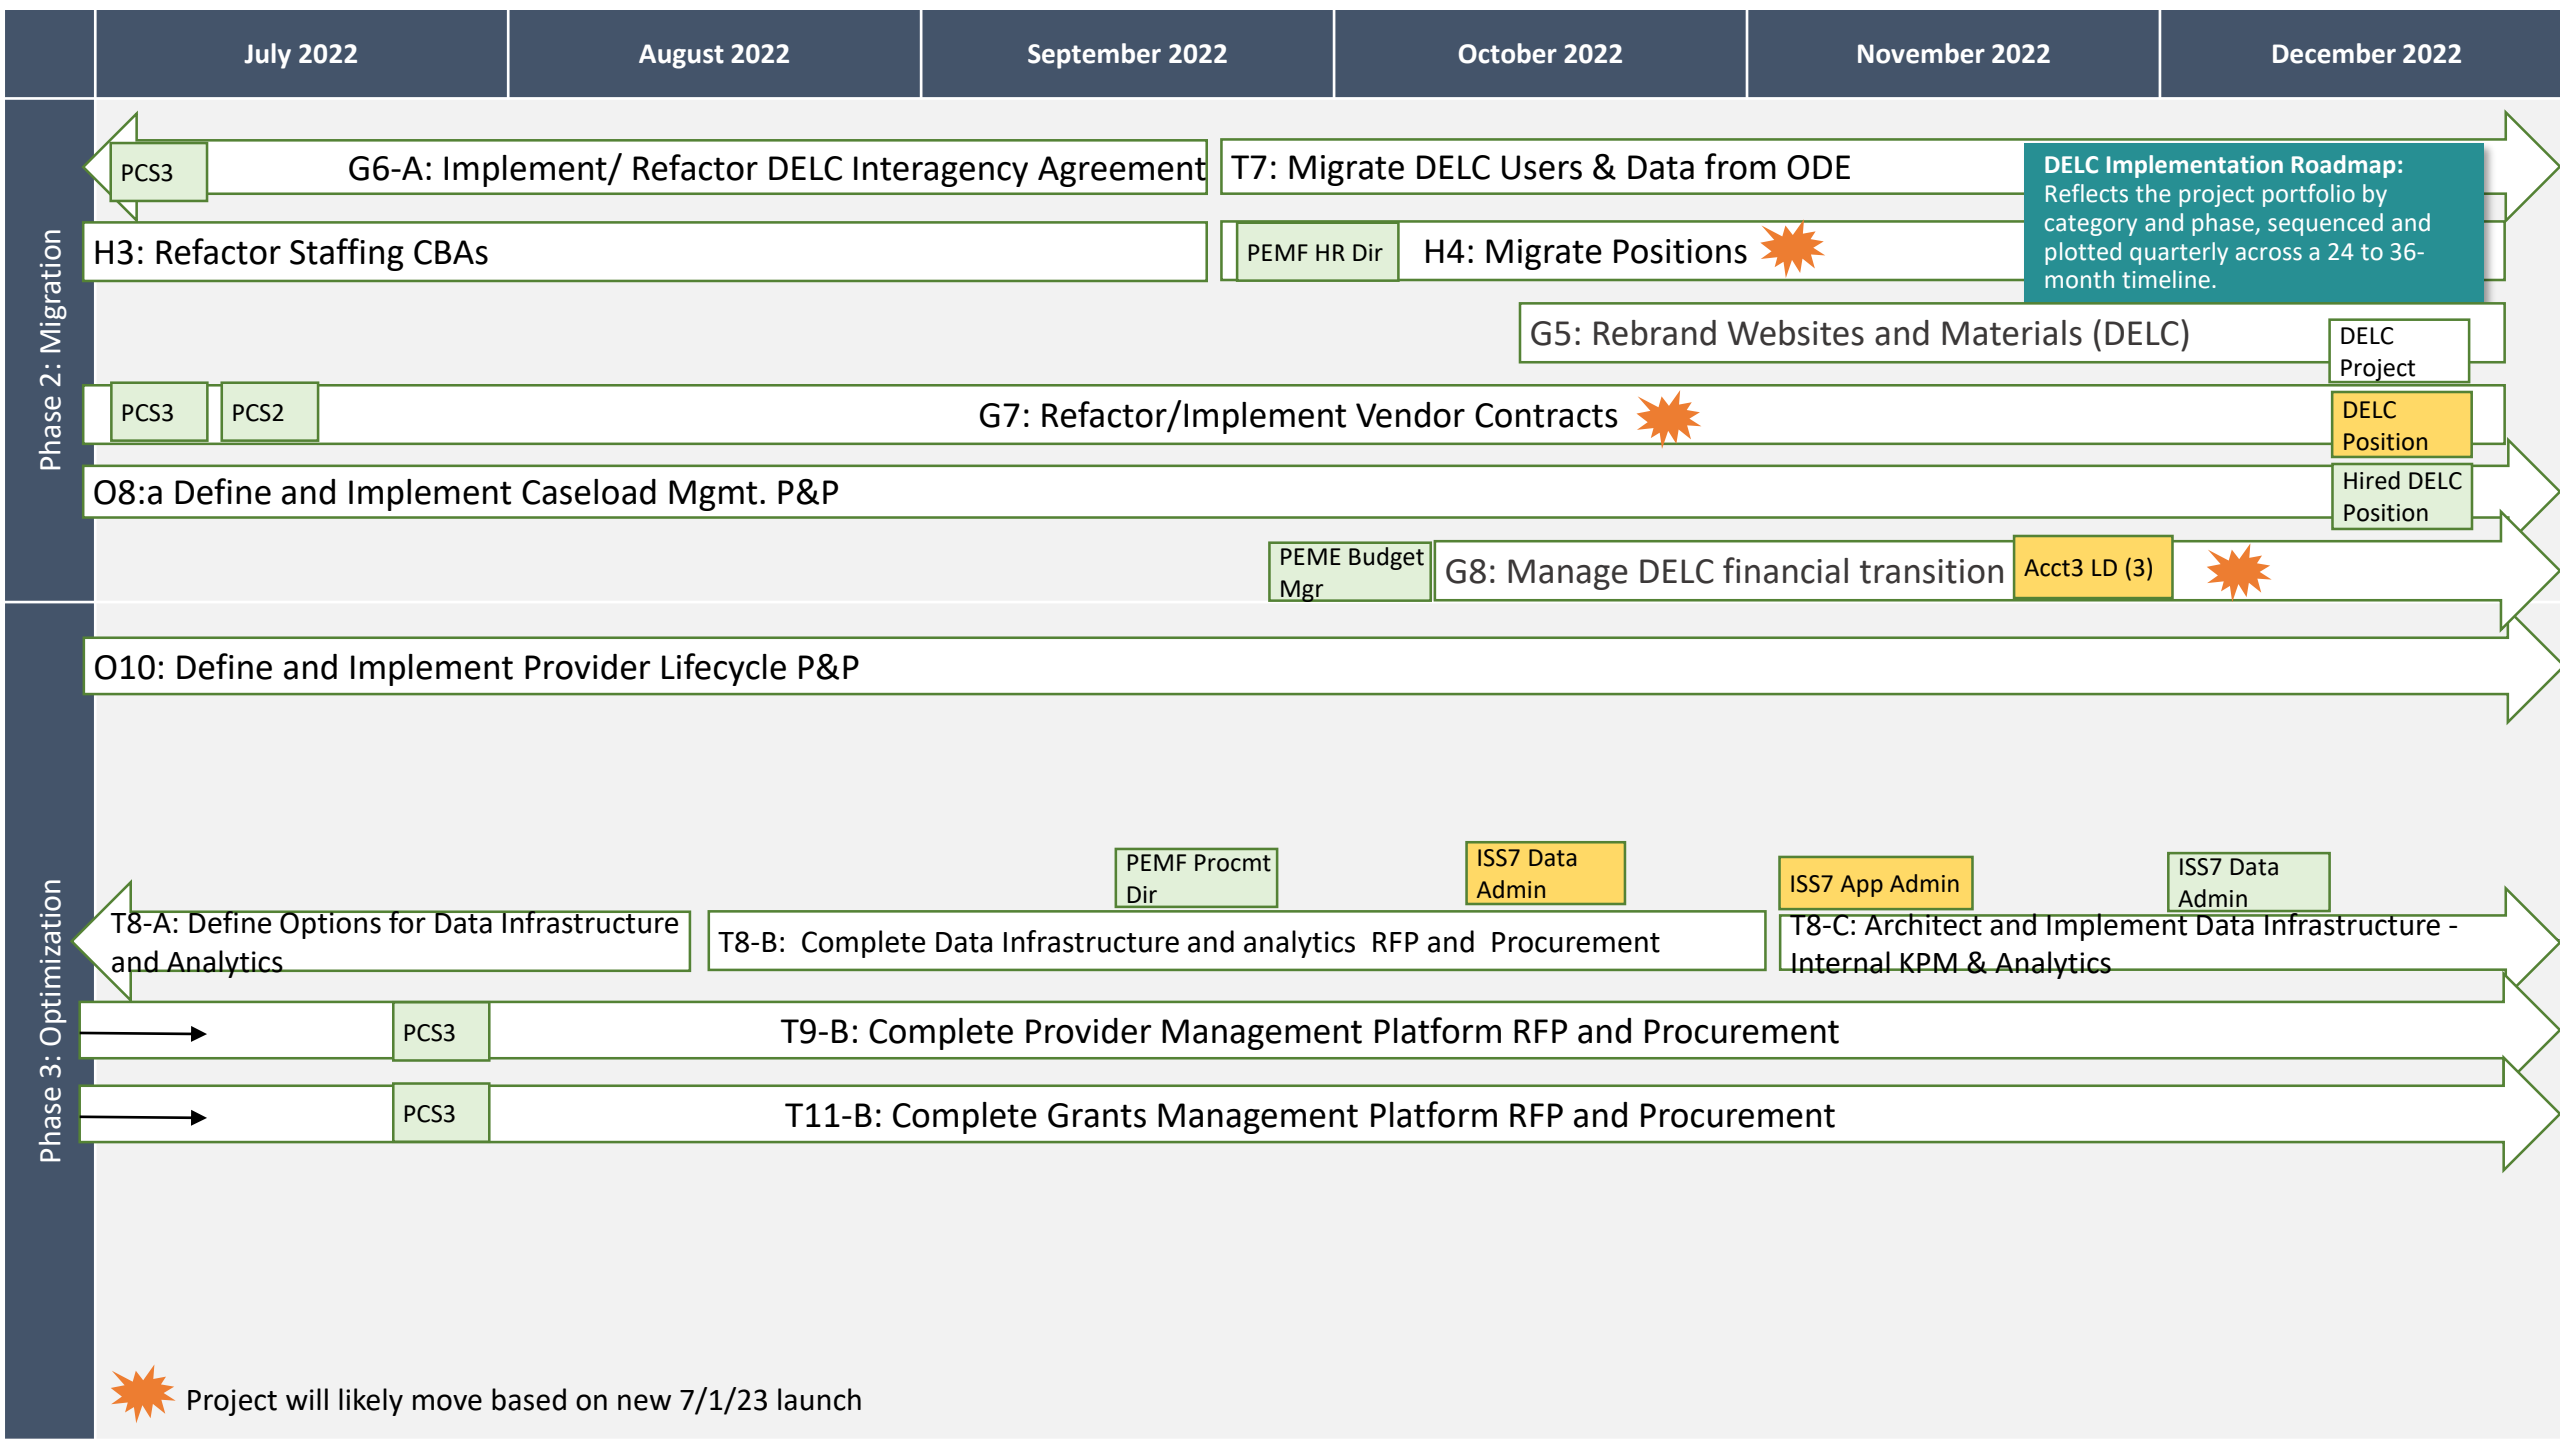 July 2022
August 2022
September 2022
October 2022
November 2022
December 2022
Phase 2: Migration
PCS3
G6-A: Implement/ Refactor DELC Interagency Agreement
T7: Migrate DELC Users & Data from ODE
DELC Implementation Roadmap:
Reflects the project portfolio by
category and phase, sequenced and
plotted quarterly across a 24 to 36-
month timeline.
H3: Refactor Staffing CBAs
PEMF HR Dir
H4: Migrate Positions
G5: Rebrand Websites and Materials (DELC)
DELC
Project
PCS3
PCS2
G7: Refactor/Implement Vendor Contracts
DELC
Position
O8:a Define and Implement Caseload Mgmt. P&P
Hired DELC
Position
PEME Budget
Mgr
G8: Manage DELC financial transition
Acct3 LD (3)
Phase 3: Optimization
O10: Define and Implement Provider Lifecycle P&P
PEMF Procmt
Dir
ISS7 Data
Admin
ISS7 App Admin
ISS7 Data
Admin
T8-A: Define Options for Data Infrastructure
and Analytics
T8-B:  Complete Data Infrastructure and analytics  RFP and  Procurement
T8-C: Architect and Implement Data Infrastructure -
Internal KPM & Analytics
PCS3
T9-B: Complete Provider Management Platform RFP and Procurement
PCS3
T11-B: Complete Grants Management Platform RFP and Procurement
Project will likely move based on new 7/1/23 launch